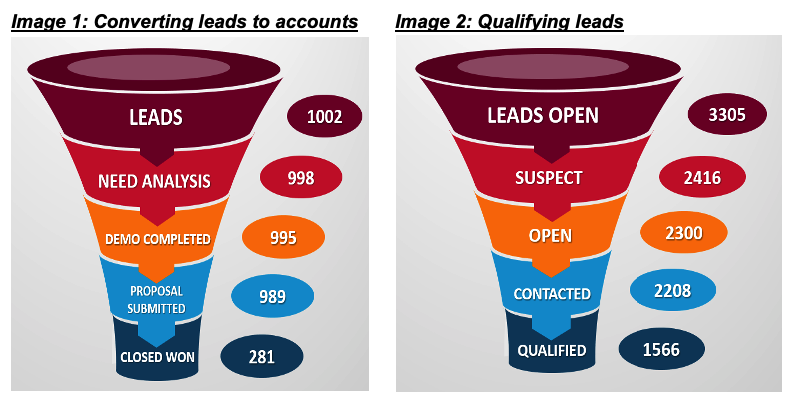 Image 1: Converting leads to accounts
LEADS
1002
NEED ANALYSIS
998
DEMO COMPLETED
995
PROPOSAL
SUBMITTED
989
CLOSED WON
281
Image 2: Qualifying leads
LEADS OPEN
3305
SUSPECT
2416
OPEN
2300
CONTACTED
2208
QUALIFIED
1566